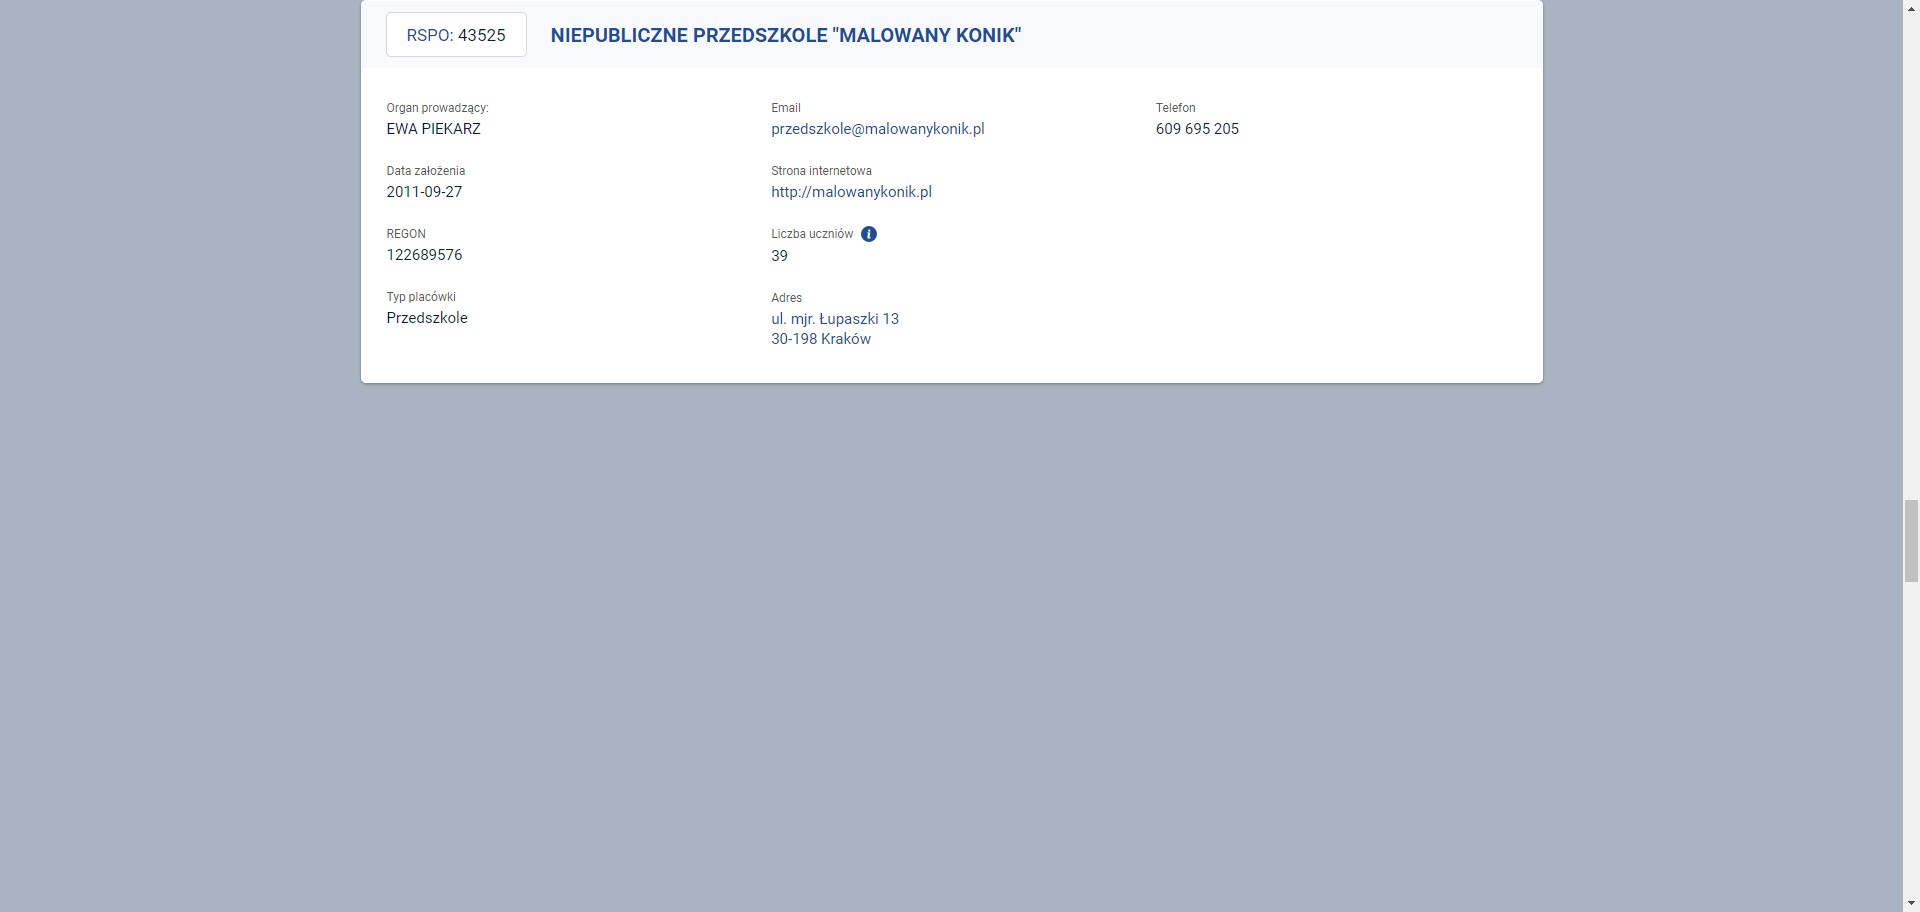 RSPO: 43525
NIEPUBLICZNE PRZEDSZKOLE "MALOWANY KONIK"
Organ prowadzący:
EWA PIEKARZ
Data założenia
2011-09-27
REGON
122689576
Typ placówki
Przedszkole
Email
przedszkole@malowanykonik.pl
Strona internetowa
http://malowanykonik.pl
Liczba uczniów
39
Adres
ul. mjr. Łupaszki 13
30-198 Kraków
Telefon
609 695 205